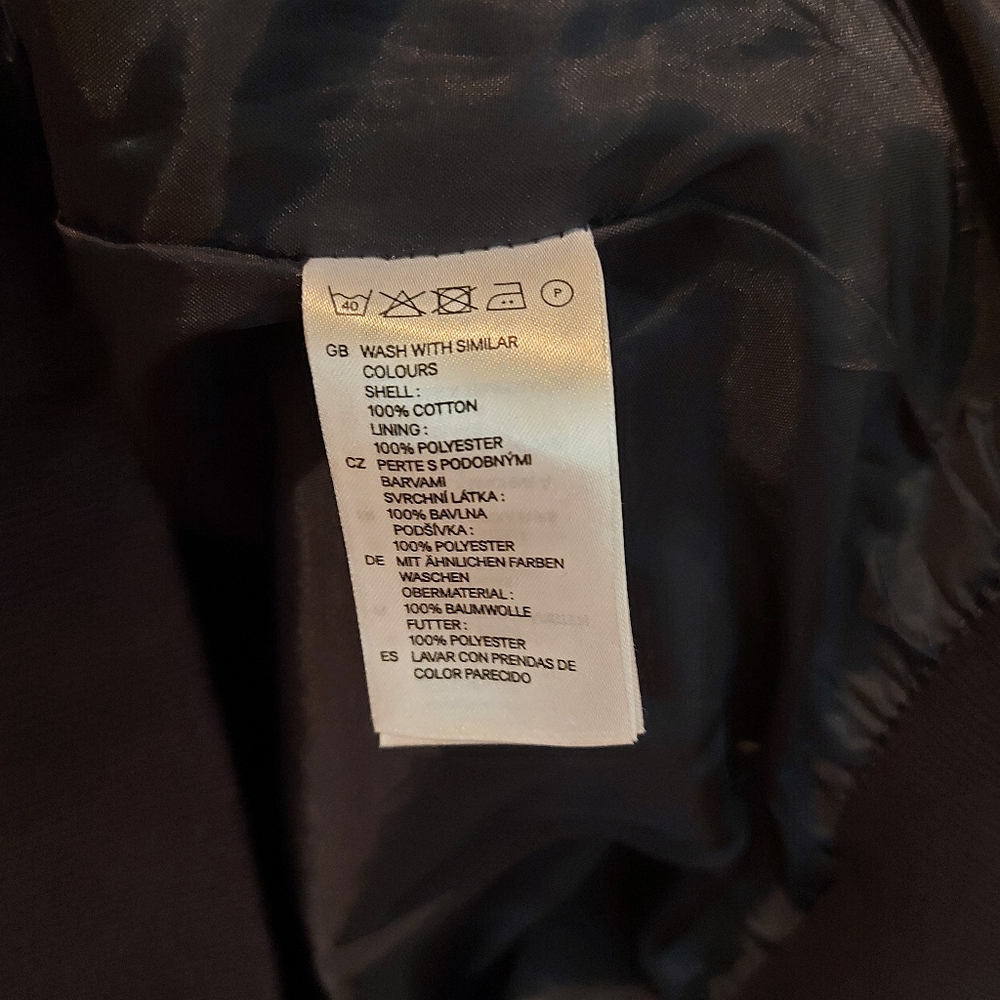 40 P
GB WASH WITH SIMILAR
COLOURS
SHELL :
100% COTTON
LINING :
100% POLYESTER
CZ PERTE S PODOBNÝMI
BARVAMI
SVRCHNÍ LÁTKA :
100% BAVLNA
PODŠÍVKA :
100% POLYESTER
DE MIT ÄHNLICHEN FARBEN
WASCHEN
OBERMATERIAL :
100% BAUMWOLLE
FUTTER :
100% POLYESTER
ES LAVAR CON PRENDAS DE
COLOR PARECIDO